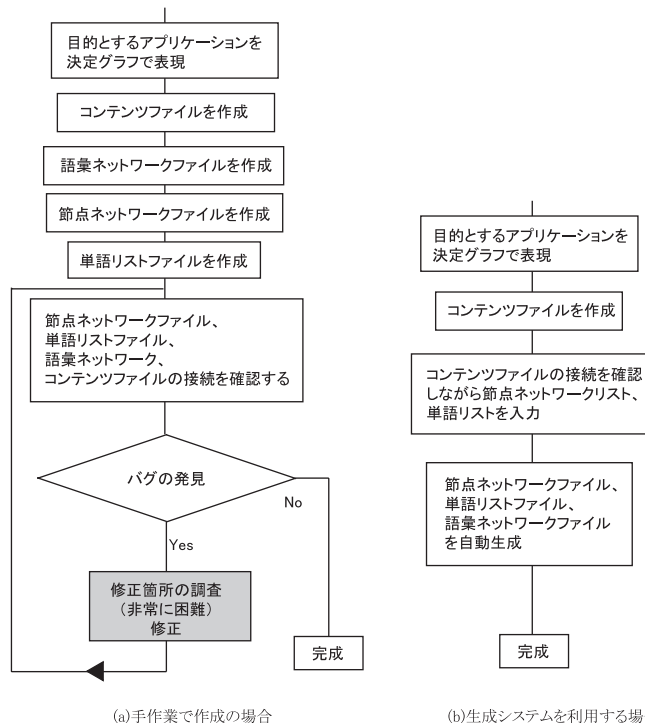 目的とするアプリケーションを
決定グラフで表現
コンテンツファイルを作成
語彙ネットワークファイルを作成
節点ネットワークファイルを作成
単語リストファイルを作成
節点ネットワークファイル、
単語リストファイル、
語彙ネットワーク、
コンテンツファイルの接続を確認する
バグの発見
No
Yes
修正箇所の調査
(非常に困難)
修正
完成
(a)手作業で作成の場合
目的とするアプリケーションを
決定グラフで表現
コンテンツファイルを作成
コンテンツファイルの接続を確認
しながら節点ネットワークリスト、
単語リストを入力
節点ネットワークファイル、
単語リストファイル、
語彙ネットワークファイル
を自動生成
完成
(b)生成システムを利用する場